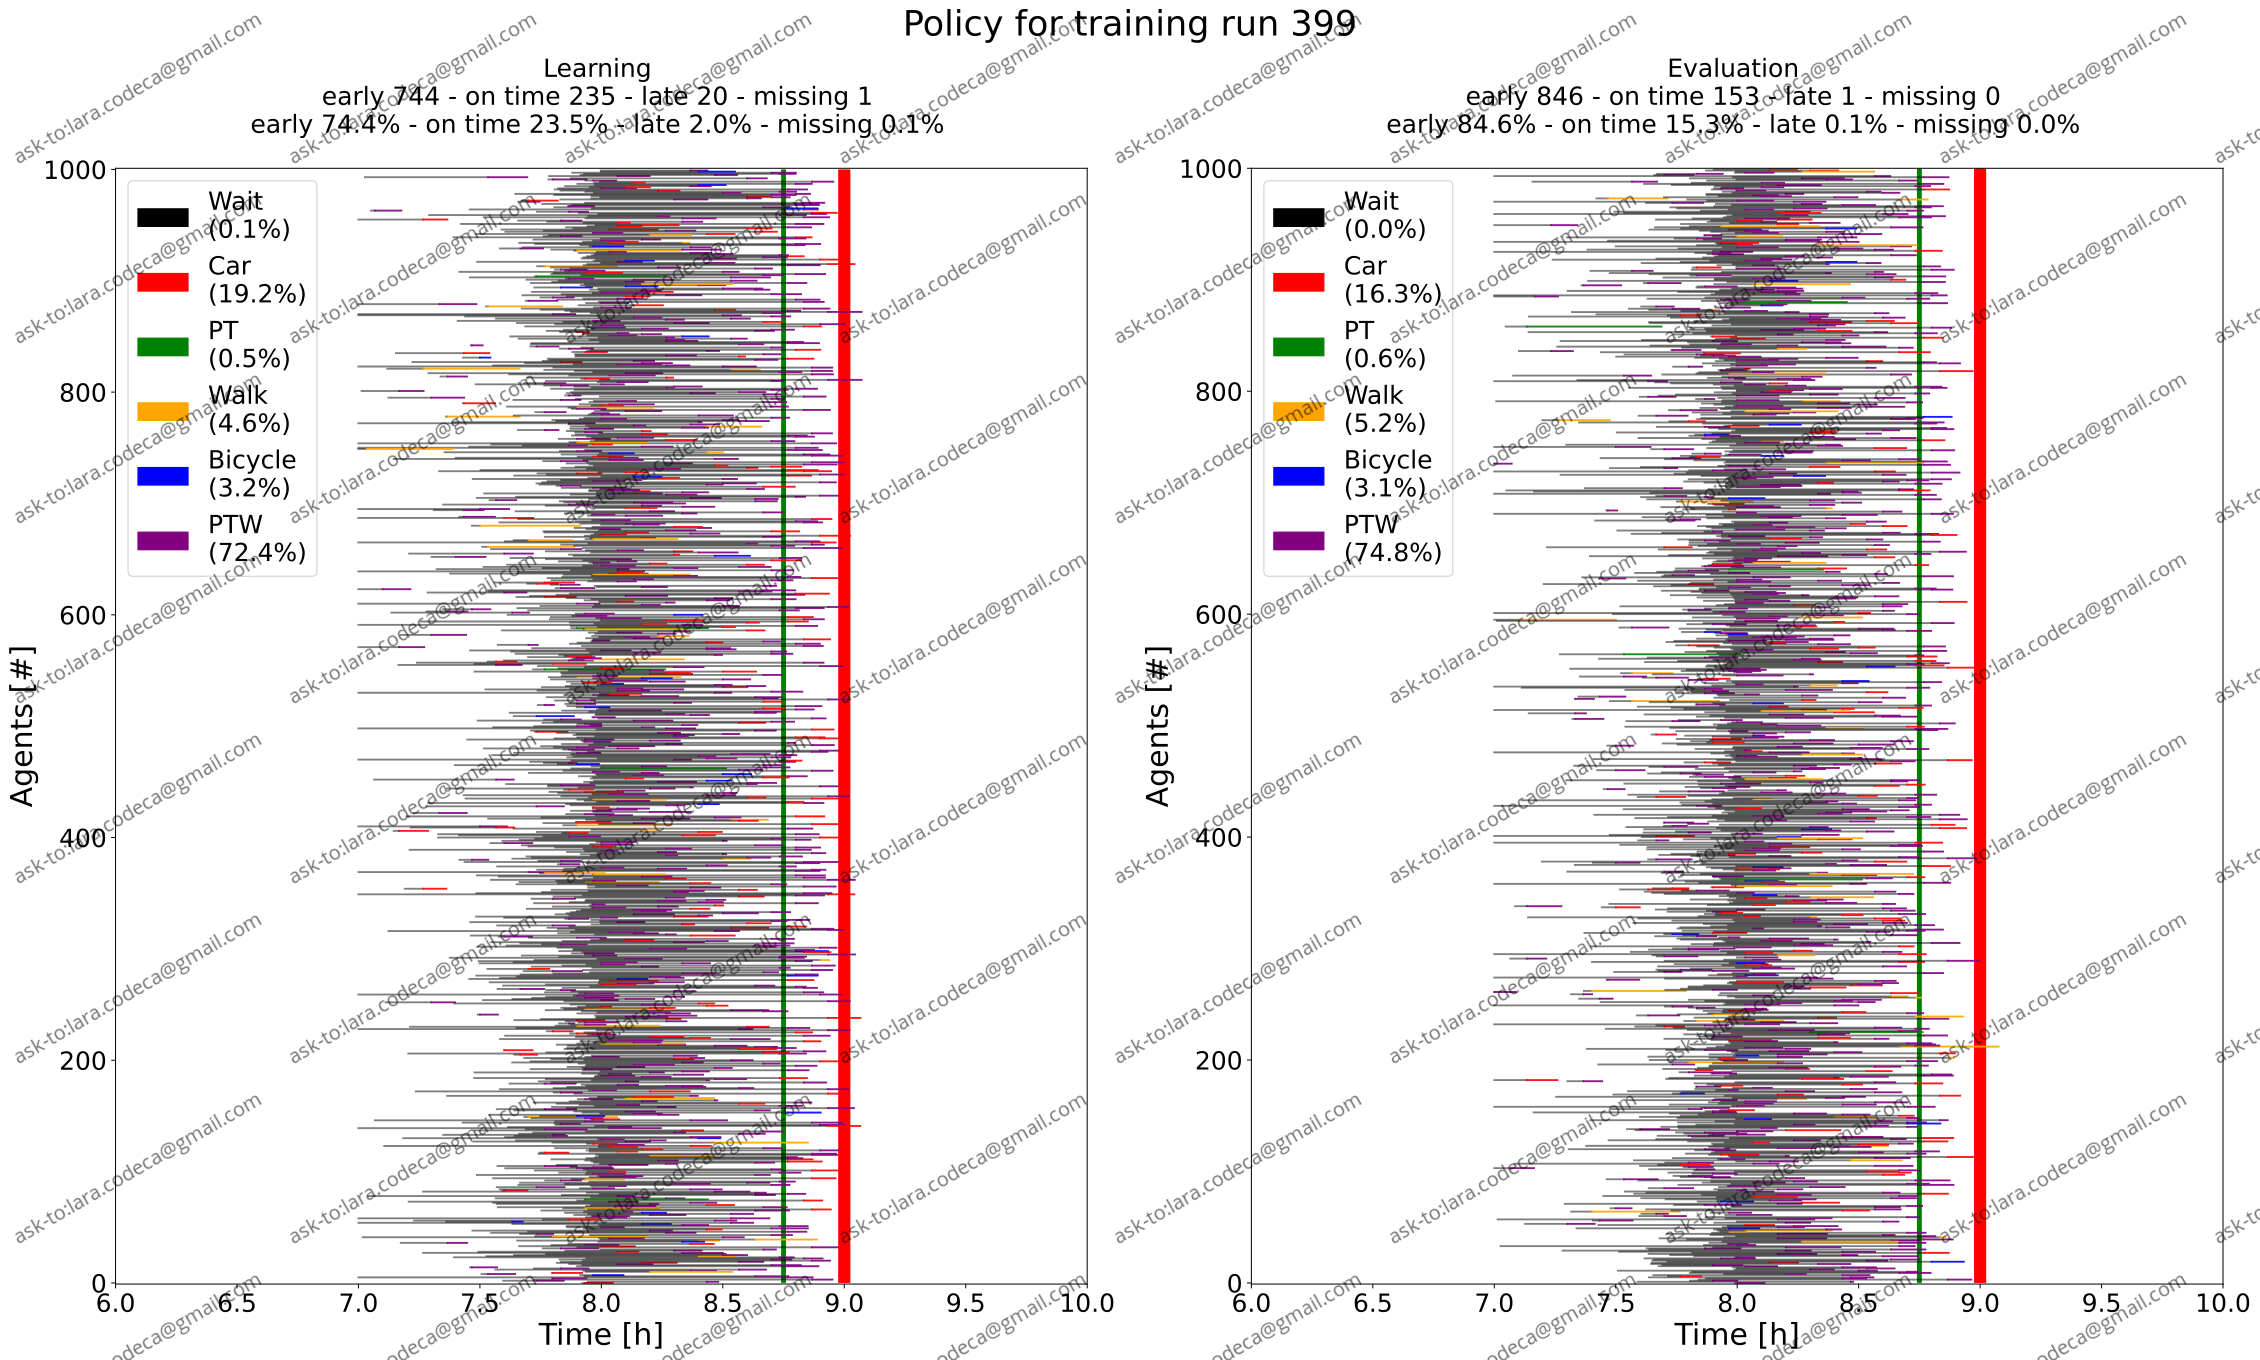 Policy for training run 399
Learning
early 744 - on time 235 - late 20 - missing 1
early 74.4% - on time 23.5% - late 2.0% - missing 0.1%
1000
800
600
400
200
0
Agents [#]
Wait
(0.1%)
Car
(19.2%)
PT
(0.5%)
Walk
(4.6%)
Bicycle
(3.2%)
PTW
(72.4%)
6.0 6.5 7.0 7.5 8.0 8.5 9.0 9.5 10.0
Time [h]
Evaluation
early 846 - on time 153 - late 1 - missing 0
early 84.6% - on time 15.3% - late 0.1% - missing 0.0%
1000
800
600
400
200
0
Agents [#]
Wait
(0.0%)
Car
(16.3%)
PT
(0.6%)
Walk
(5.2%)
Bicycle
(3.1%)
PTW
(74.8%)
6.0 6.5 7.0 7.5 8.0 8.5 9.0 9.5 10.0
Time [h]
ask-to:lara.codeca@gmail.com